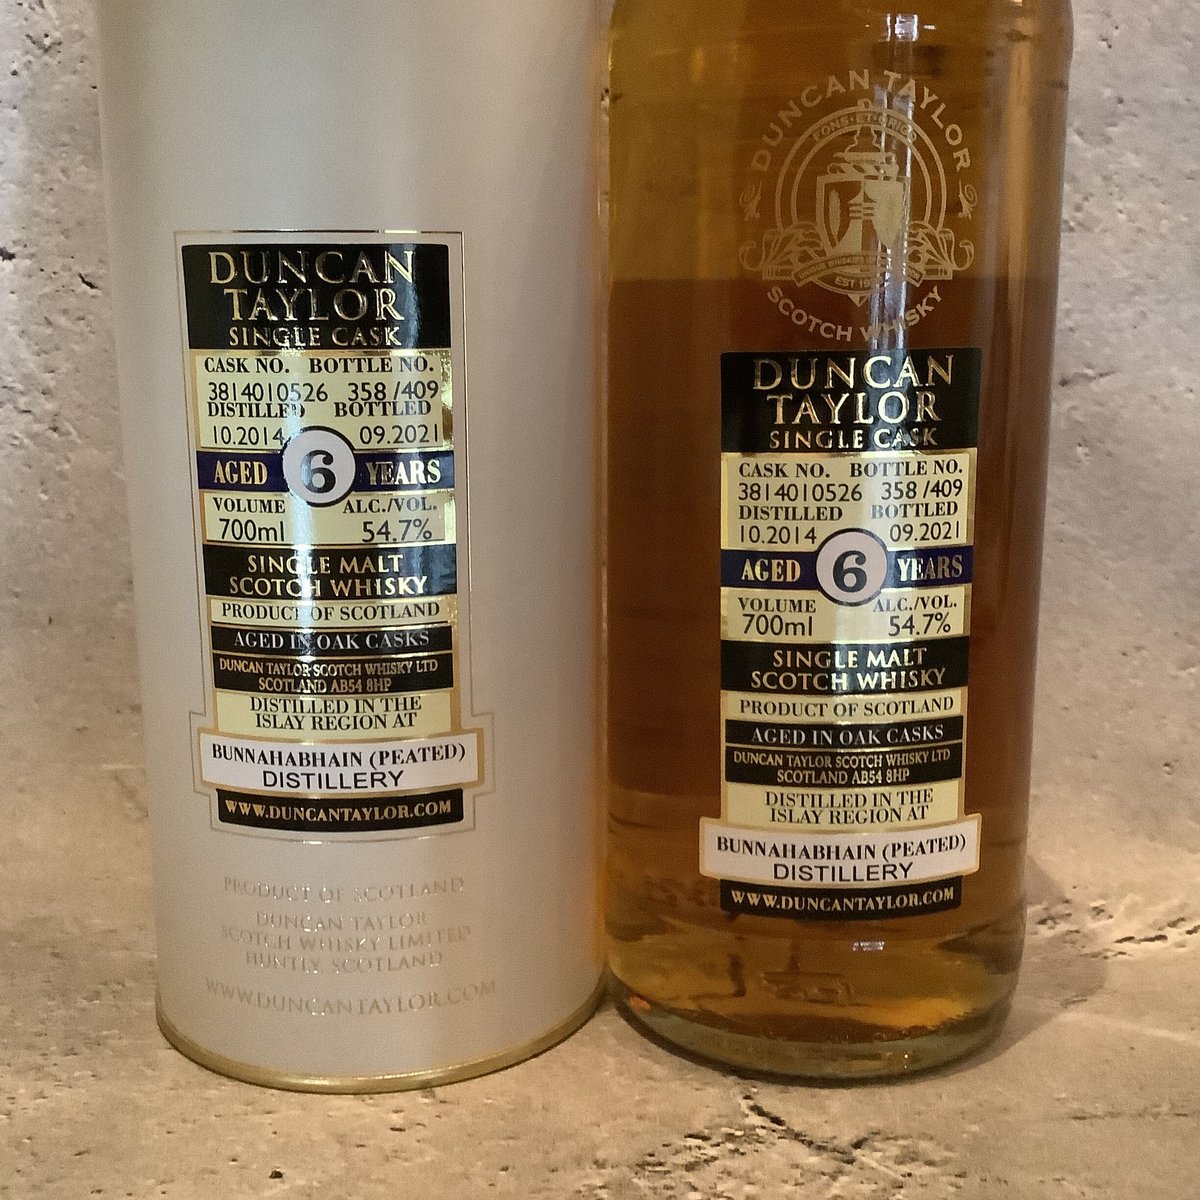 DUNCAN
TAYLOR
SINGLE CASK
CASK NO. BOTTLE NO.
3814010526 358/409
DISTILLED BOTTLED
10.2014 09.2021
AGED 6 YEARS
VOLUME ALC./VOL.
700ml 54.7%
SINGLE MALT
SCOTCH WHISKY
PRODUCT OF SCOTLAND
AGED IN OAK CASKS
DUNCAN TAYLOR SCOTCH WHISKY LTD
SCOTLAND AB54 8HP
DISTILLED IN THE
ISLAY REGION AT
BUNNAHABHAIN (PEATED)
DISTILLERY
WWW.DUNCANTAYLOR.COM
PRODUCT OF SCOTLAND
DUNCAN TAYLOR
SCOTCH WHISKY LIMITED
HUNTLY, SCOTLAND
WWW.DUNCANTAYLOR.COM
DUNCAN TAYLOR
FONS·ET·ORIGO
EST
SCOTCH WHISKY
DUNCAN
TAYLOR
SINGLE CASK
CASK NO. BOTTLE NO.
3814010526 358/409
DISTILLED BOTTLED
10.2014 09.2021
AGED 6 YEARS
VOLUME ALC./VOL.
700ml 54.7%
SINGLE MALT
SCOTCH WHISKY
PRODUCT OF SCOTLAND
AGED IN OAK CASKS
DUNCAN TAYLOR SCOTCH WHISKY LTD
SCOTLAND AB54 8HP
DISTILLED IN THE
ISLAY REGION AT
BUNNAHABHAIN (PEATED)
DISTILLERY
WWW.DUNCANTAYLOR.COM